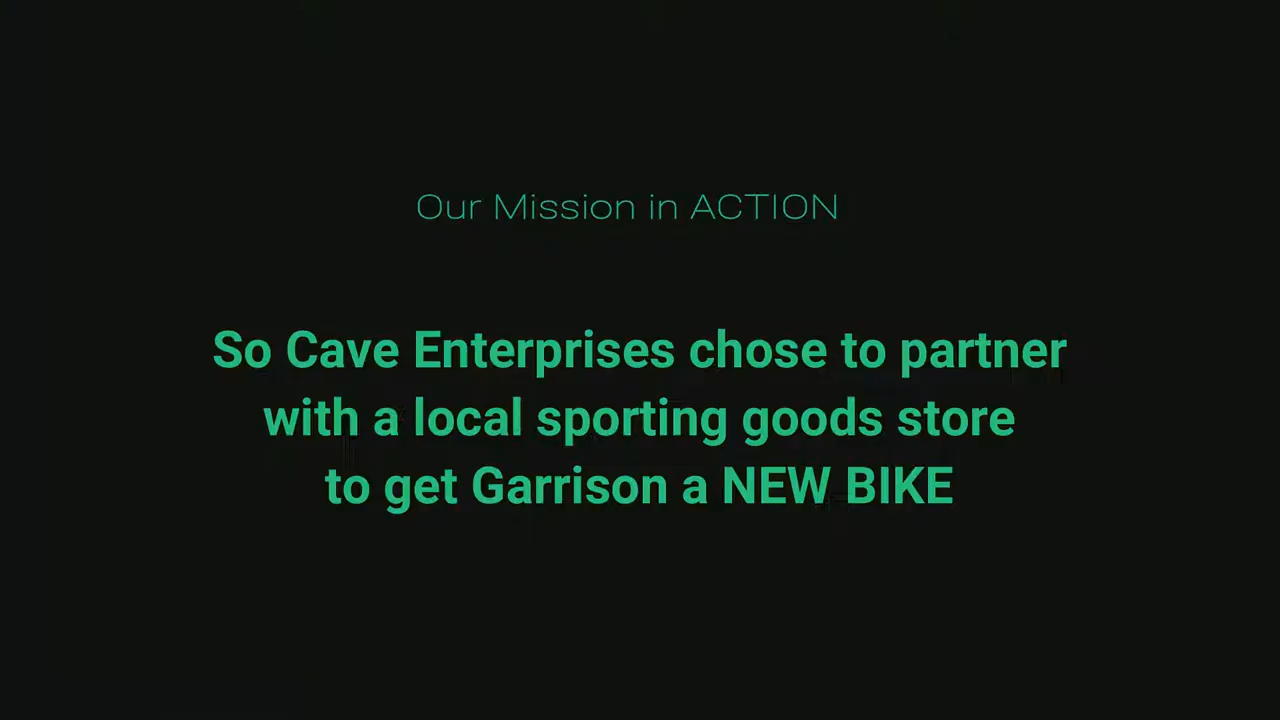 Our Mission in ACTION
So Cave Enterprises chose to partner
with a local sporting goods store
to get Garrison a NEW BIKE